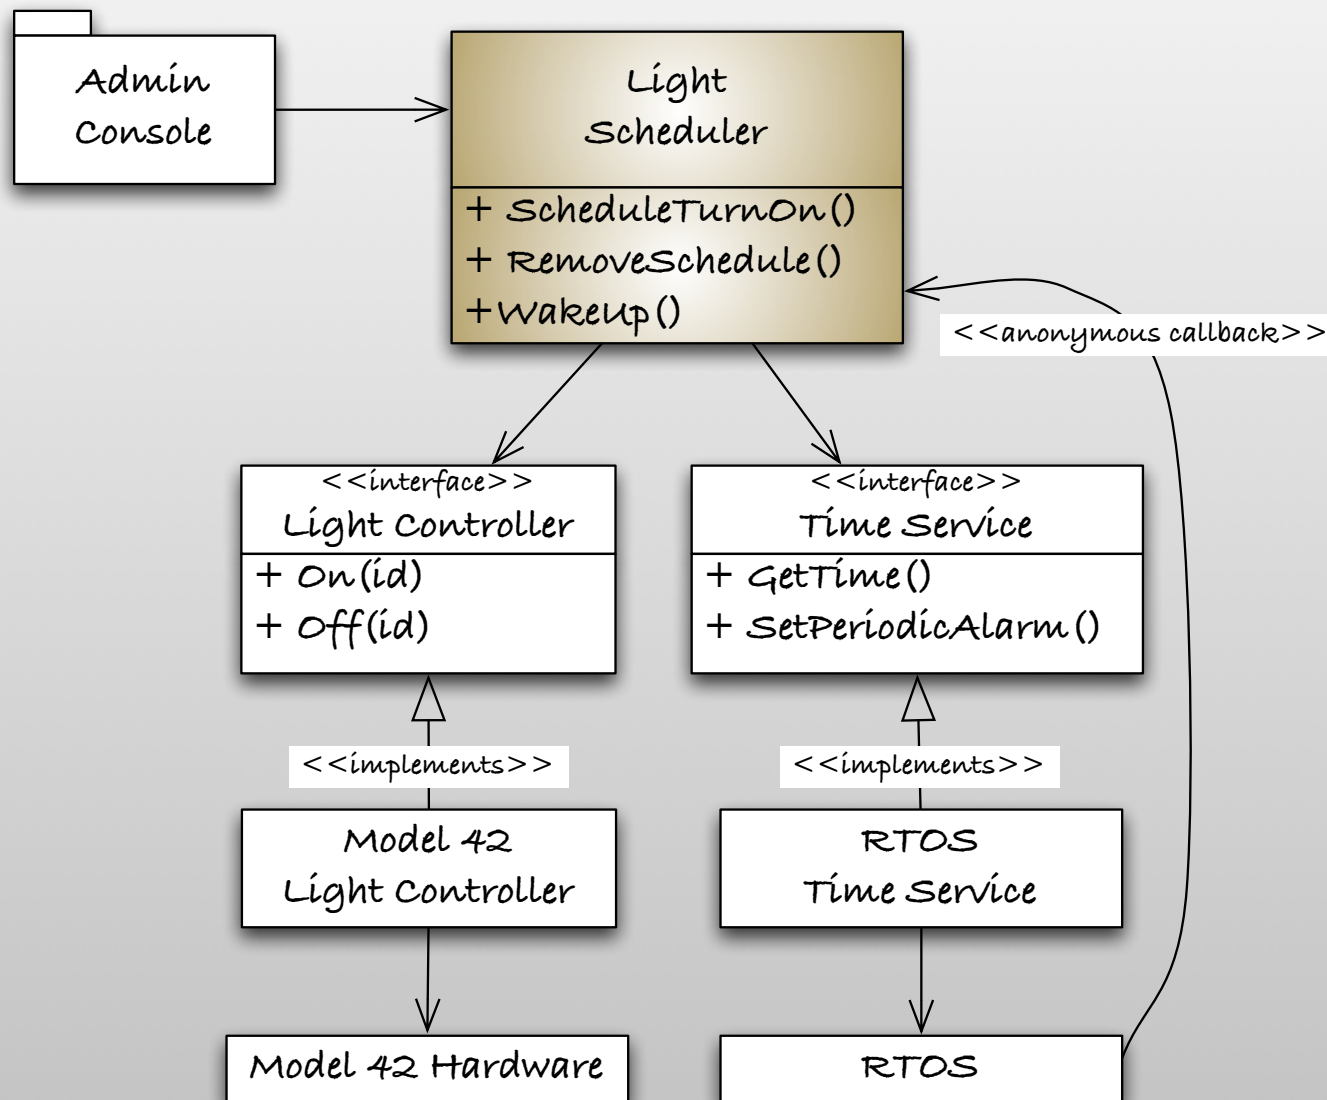 Admin
Console
Light
Scheduler
+ ScheduleTurnOn()
+ RemoveSchedule()
+WakeUp()
<<anonymous callback>>
<<interface>>
Light Controller
+ On(id)
+ Off(id)
<<interface>>
Time Service
+ GetTime()
+ SetPeriodicAlarm()
<<implements>>
<<implements>>
Model 42
Light Controller
RTOS
Time Service
Model 42 Hardware
RTOS